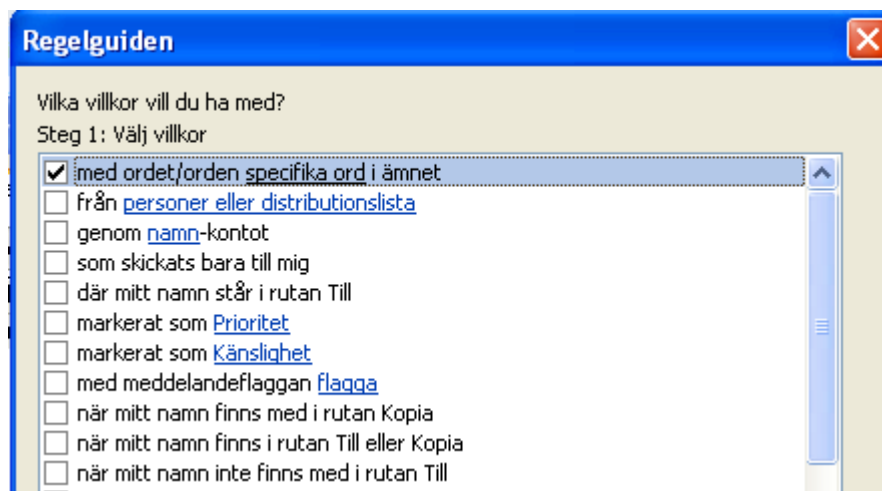 Regelguiden
Vilka villkor vill du ha med?
Steg 1: Välj villkor
med ordet/orden specifika ord i ämnet
från personer eller distributionslista
genom namn-kontot
som skickats bara till mig
där mitt namn står i rutan Till
markerat som Prioritet
markerat som Känslighet
med meddelandeflaggan flagga
när mitt namn finns med i rutan Kopia
när mitt namn finns i rutan Till eller Kopia
när mitt namn inte finns med i rutan Till